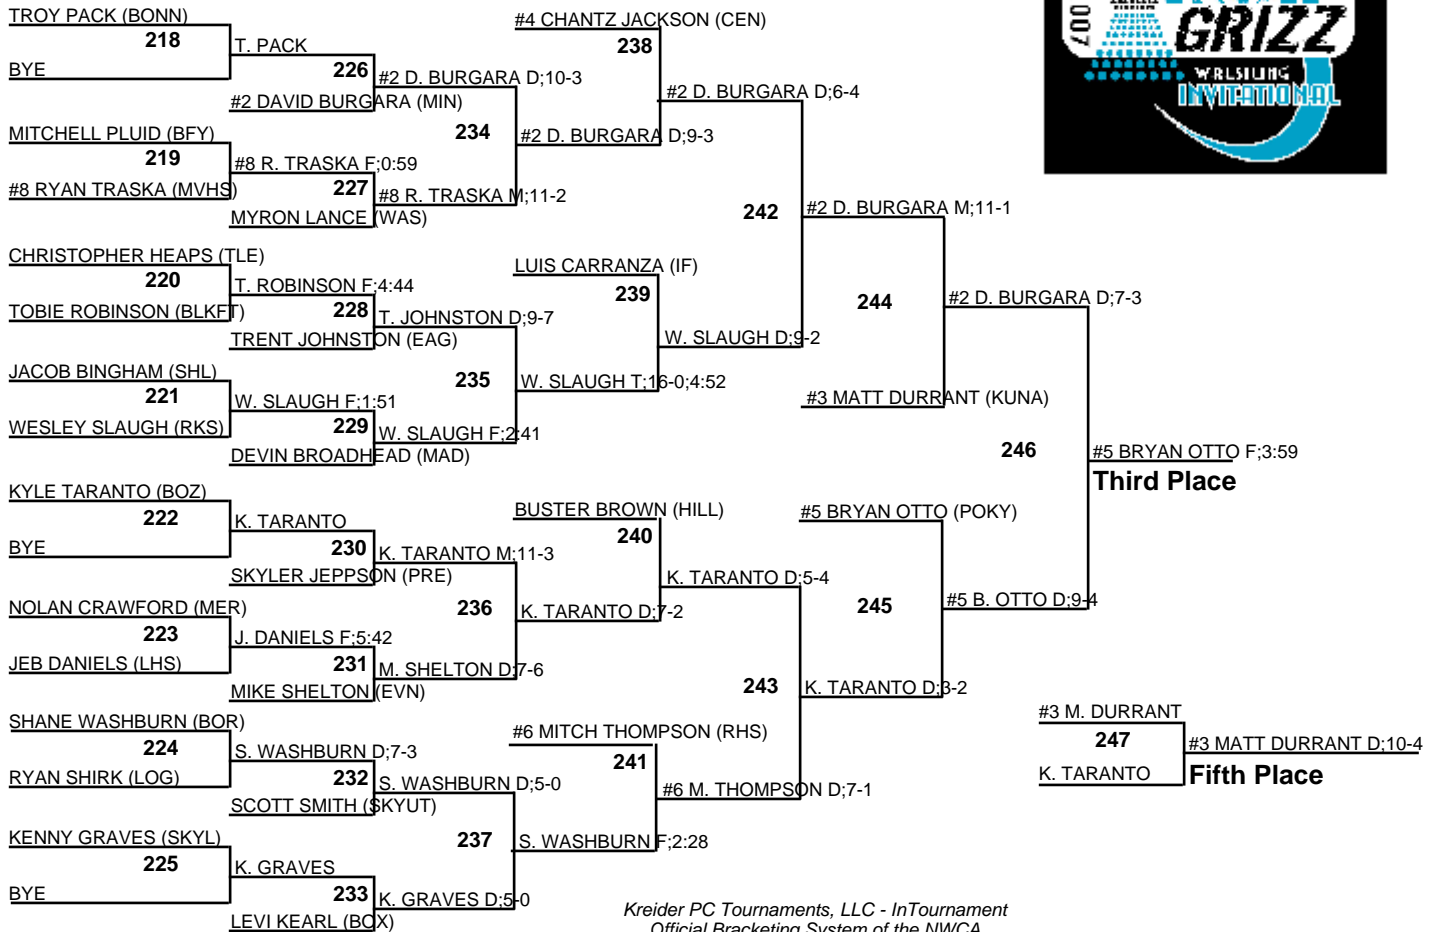 TROY PACK (BONN)
218
BYE
T. PACK
226
#2 DAVID BURGARA (MIN)
#2 D. BURGARA D;10-3
MITCHELL PLUID (BFY)
219
#8 RYAN TRASKA (MVHS)
#8 R. TRASKA F;0:59
227
MYRON LANCE (WAS)
#8 R. TRASKA M;11-2
234
#2 D. BURGARA D;9-3
#4 CHANTZ JACKSON (CEN)
238
#2 D. BURGARA D;6-4
CHRISTOPHER HEAPS (TLE)
220
TOBIE ROBINSON (BLKFT)
T. ROBINSON F;4:44
228
TRENT JOHNSTON (EAG)
T. JOHNSTON D;9-7
JACOB BINGHAM (SHL)
221
WESLEY SLAUGH (RKS)
W. SLAUGH F;1:51
229
DEVIN BROADHEAD (MAD)
W. SLAUGH F;2:41
235
W. SLAUGH T;16-0;4:52
LUIS CARRANZA (IF)
239
W. SLAUGH D;9-2
242
#2 D. BURGARA M;11-1
244
#3 MATT DURRANT (KUNA)
#2 D. BURGARA D;7-3
KYLE TARANTO (BOZ)
222
BYE
K. TARANTO
230
SKYLER JEPPSON (PRE)
K. TARANTO M;11-3
NOLAN CRAWFORD (MER)
223
JEB DANIELS (LHS)
J. DANIELS F;5:42
231
MIKE SHELTON (EVN)
M. SHELTON D;7-6
236
K. TARANTO D;7-2
BUSTER BROWN (HILL)
240
K. TARANTO D;5-4
SHANE WASHBURN (BOR)
224
RYAN SHIRK (LOG)
S. WASHBURN D;7-3
232
SCOTT SMITH (SKYUT)
S. WASHBURN D;5-0
KENNY GRAVES (SKYL)
225
BYE
K. GRAVES
233
LEVI KEARL (BOX)
K. GRAVES D;5-0
237
S. WASHBURN F;2:28
#6 MITCH THOMPSON (RHS)
241
#6 M. THOMPSON D;7-1
243
K. TARANTO D;3-2
#5 BRYAN OTTO (POKY)
245
#5 B. OTTO D;9-4
246
#5 BRYAN OTTO F;3:59
Third Place
#3 M. DURRANT
247
K. TARANTO
#3 MATT DURRANT D;10-4
Fifth Place
007
GRIZZ
WRESTLING
INVITATIONAL
Kreider PC Tournaments, LLC - InTournament
Official Bracketing System of the NWCA